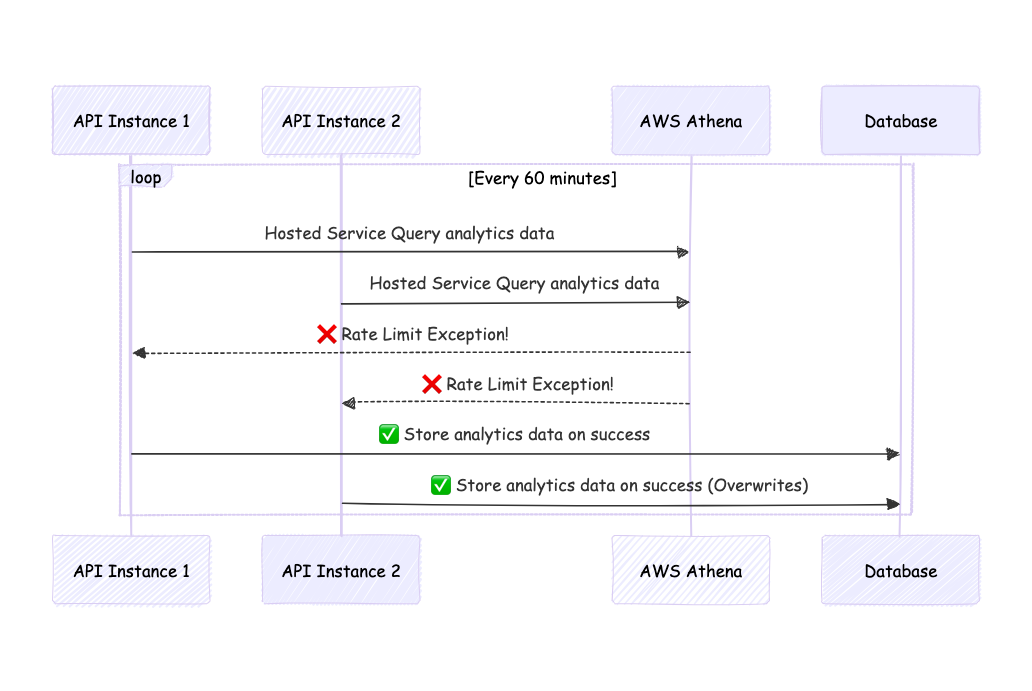 API Instance 1
API Instance 2
AWS Athena
Database
loop
[Every 60 minutes]
Hosted Service Query analytics data
Hosted Service Query analytics data
❌ Rate Limit Exception!
❌ Rate Limit Exception!
✅ Store analytics data on success
✅ Store analytics data on success (Overwrites)
API Instance 1
API Instance 2
AWS Athena
Database